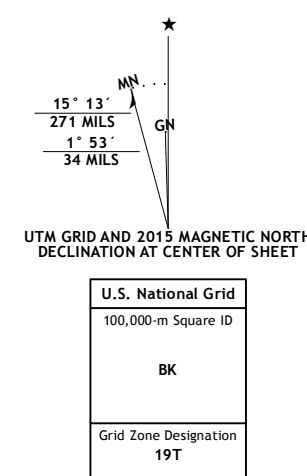 ★
MN
15° 13´
271 MILS
GN
1° 53´
34 MILS
UTM GRID AND 2015 MAGNETIC NORTH
DECLINATION AT CENTER OF SHEET
U.S. National Grid
100,000-m Square ID
BK
Grid Zone Designation
19T